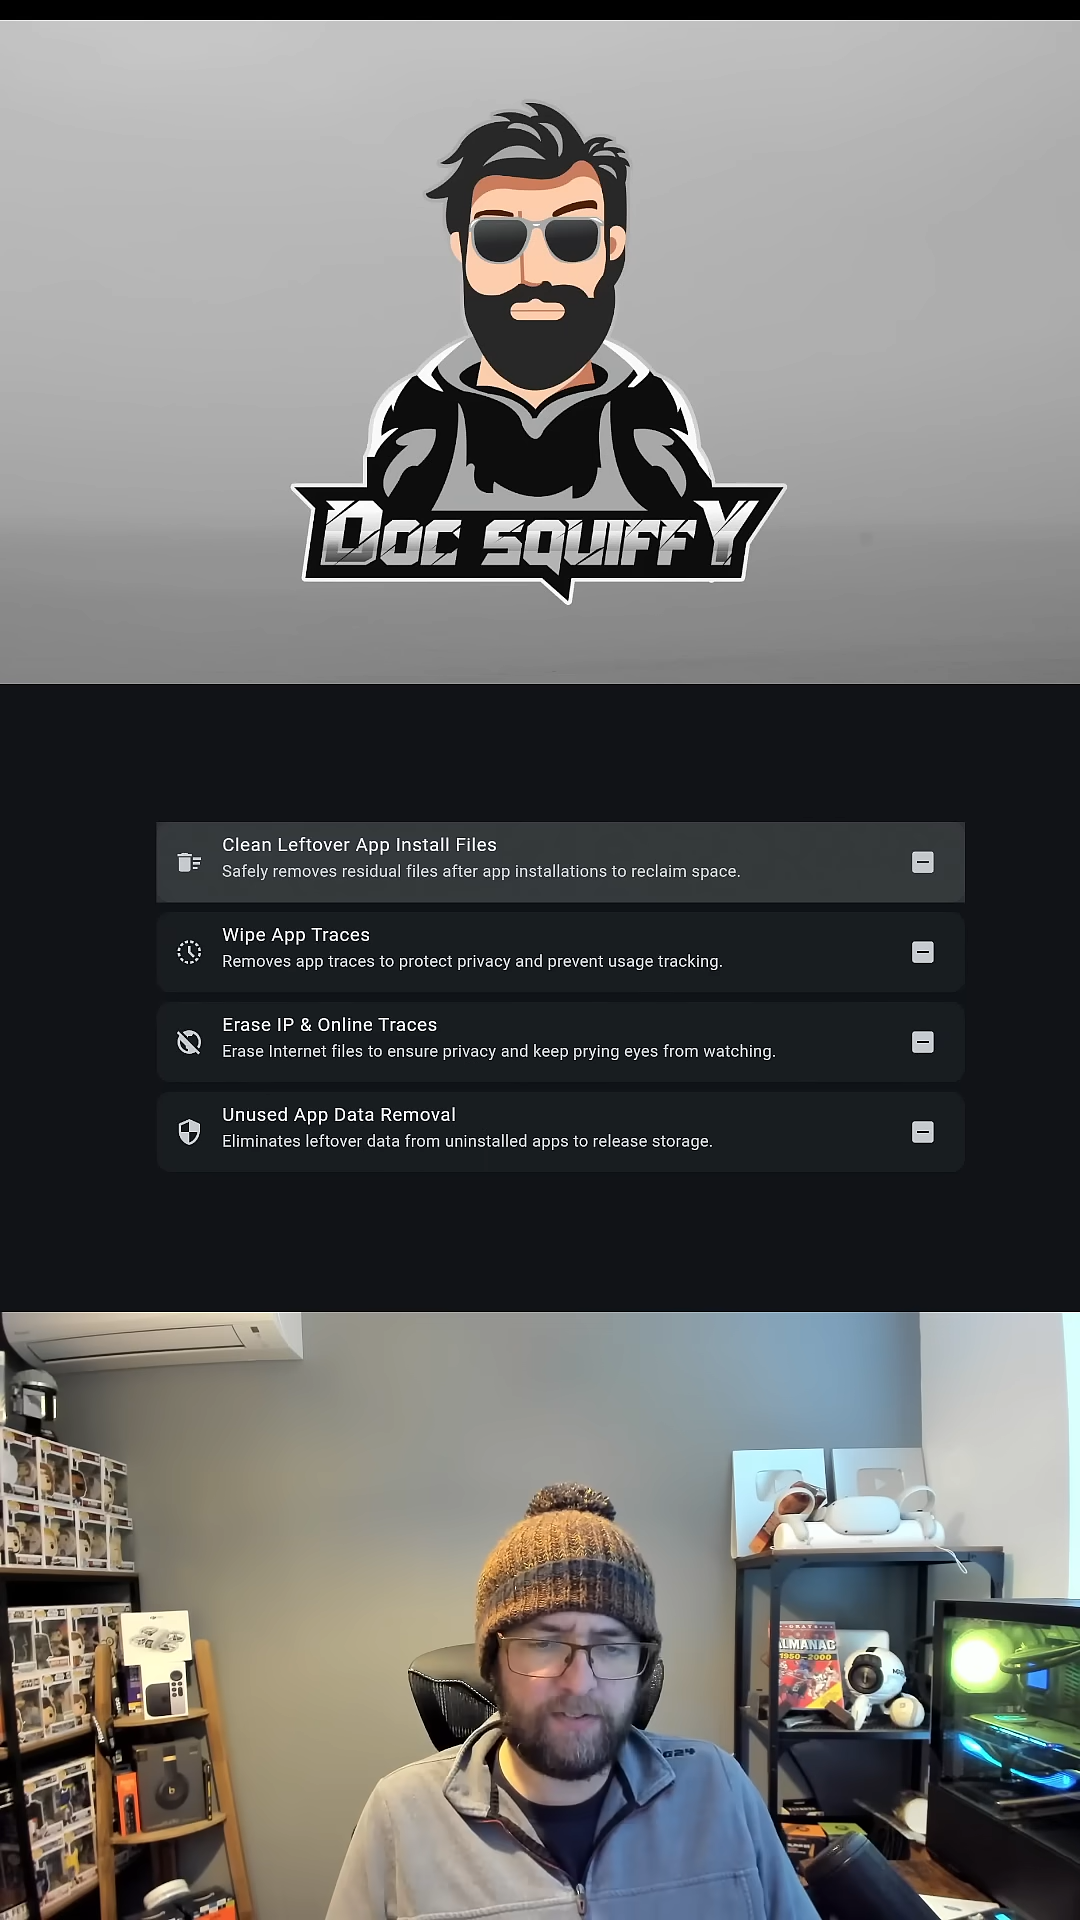 Doc squiffy
Clean Leftover App Install Files
Safely removes residual files after app installations to reclaim space.
Wipe App Traces
Removes app traces to protect privacy and prevent usage tracking.
Erase IP & Online Traces
Erase Internet files to ensure privacy and keep prying eyes from watching.
Unused App Data Removal
Eliminates leftover data from uninstalled apps to release storage.
ALMANAC
1950-2000